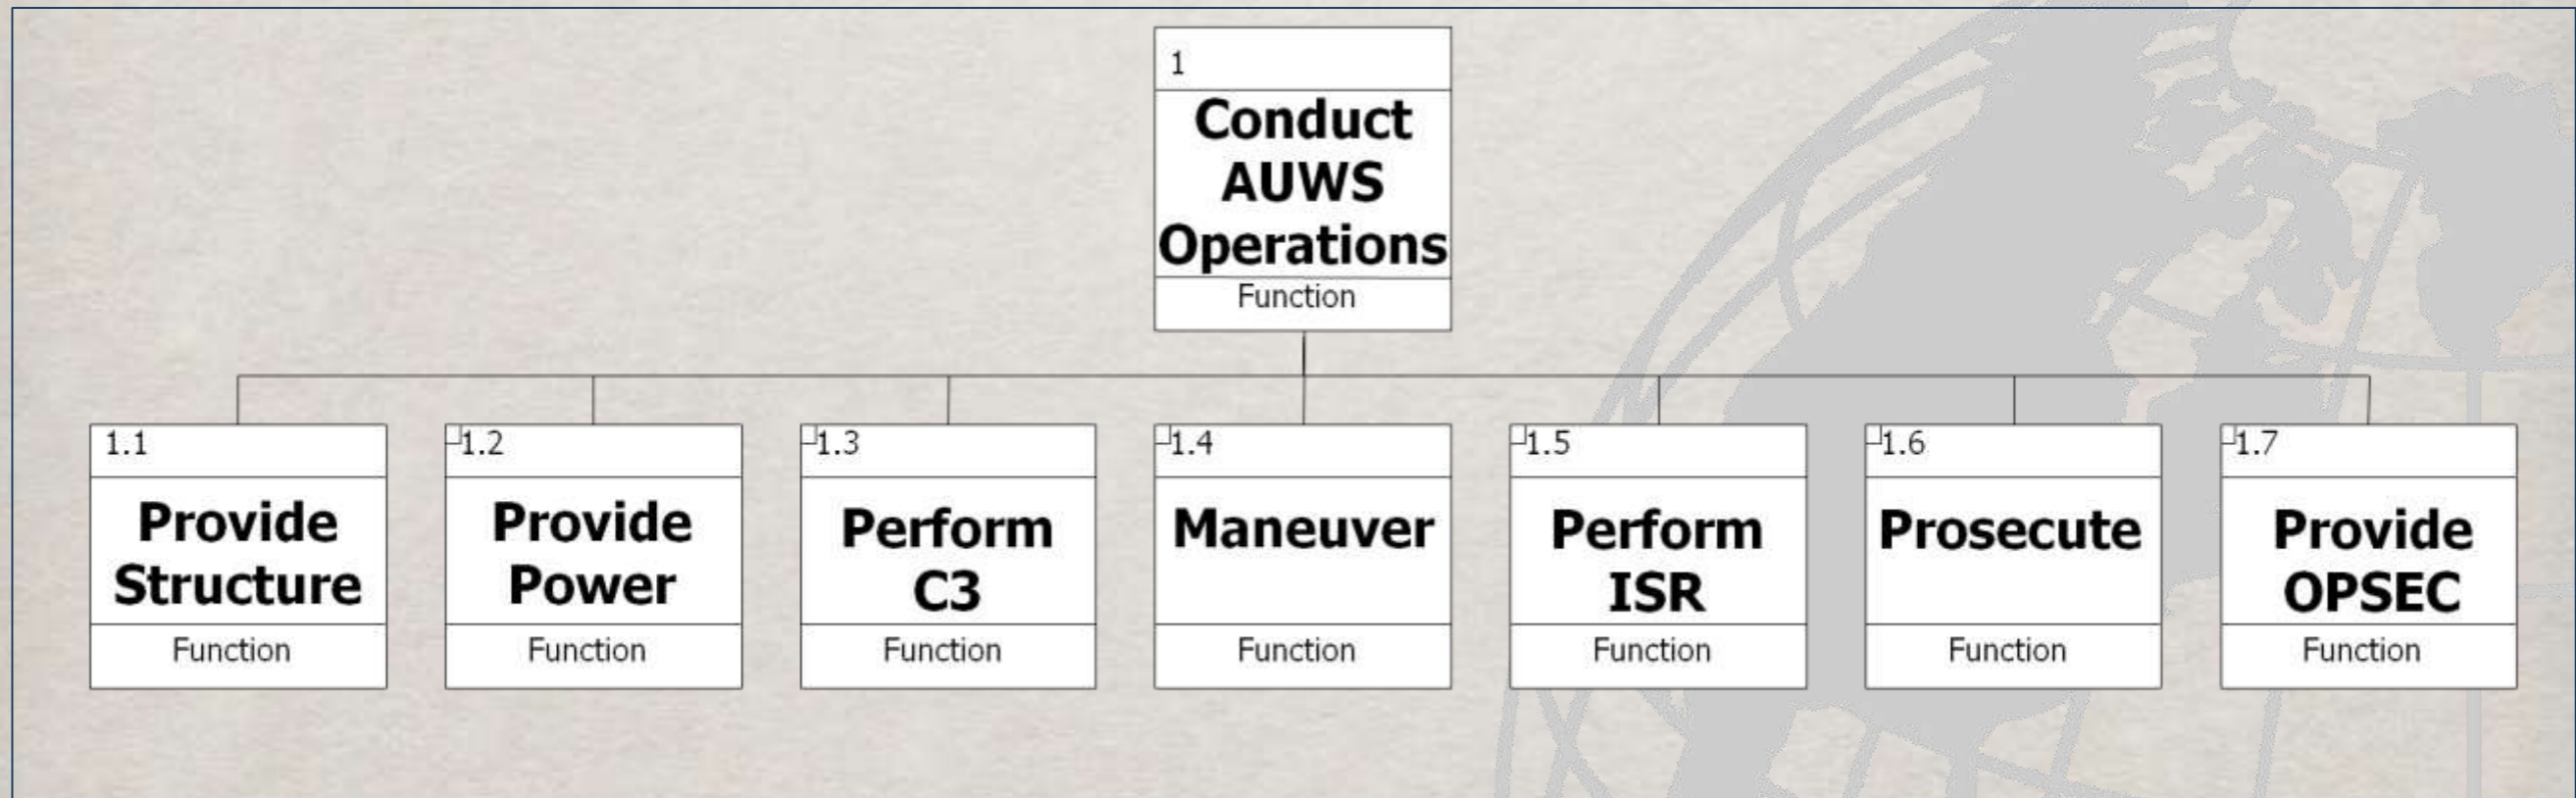 1
Conduct
AUWS
Operations
Function
1.1
Provide
Structure
Function
1.2
Provide
Power
Function
1.3
Perform
C3
Function
1.4
Maneuver
Function
1.5
Perform
ISR
Function
1.6
Prosecute
Function
1.7
Provide
OPSEC
Function